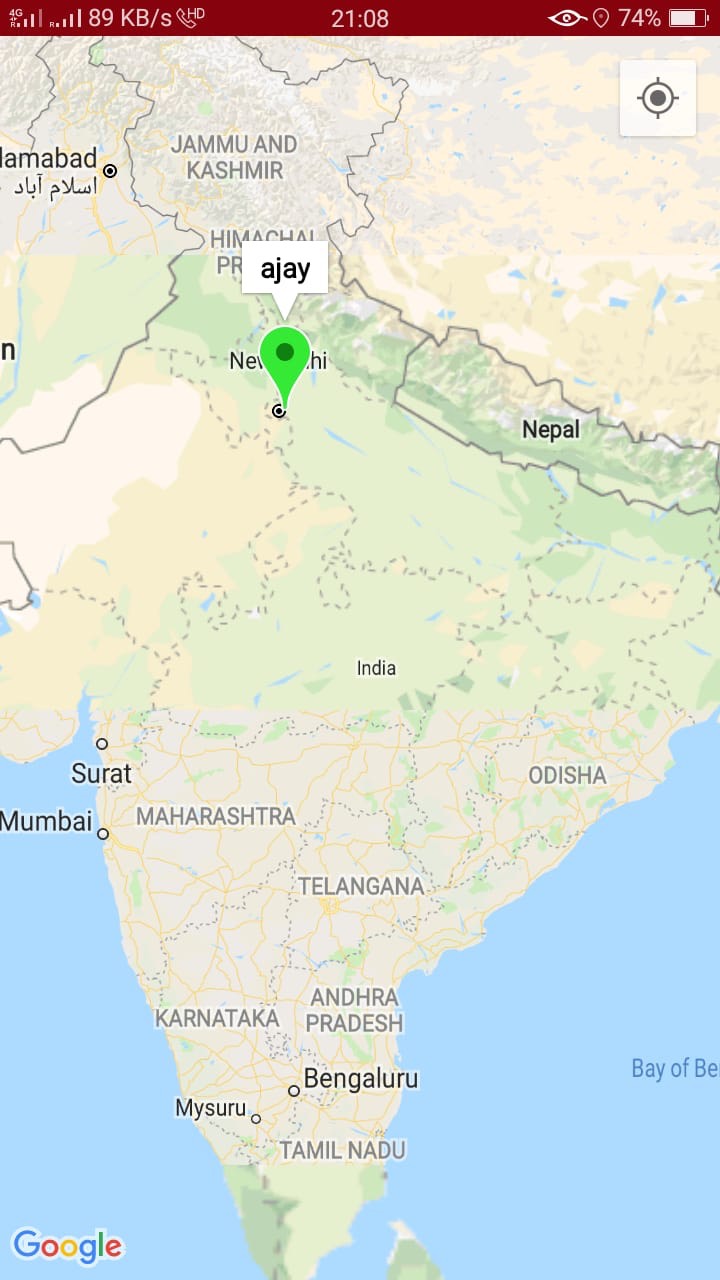 4G
R
R
89 KB/s
HD
21:08
74%
JAMMU AND
KASHMIR
lamabad
اسلام آباد
HIMACHAL
PR
ajay
n
New
hi
Nepal
India
Surat
ODISHA
Mumbai
MAHARASHTRA
TELANGANA
ANDHRA
PRADESH
KARNATAKA
Bay of Be
Bengaluru
Mysuru
TAMIL NADU
Google